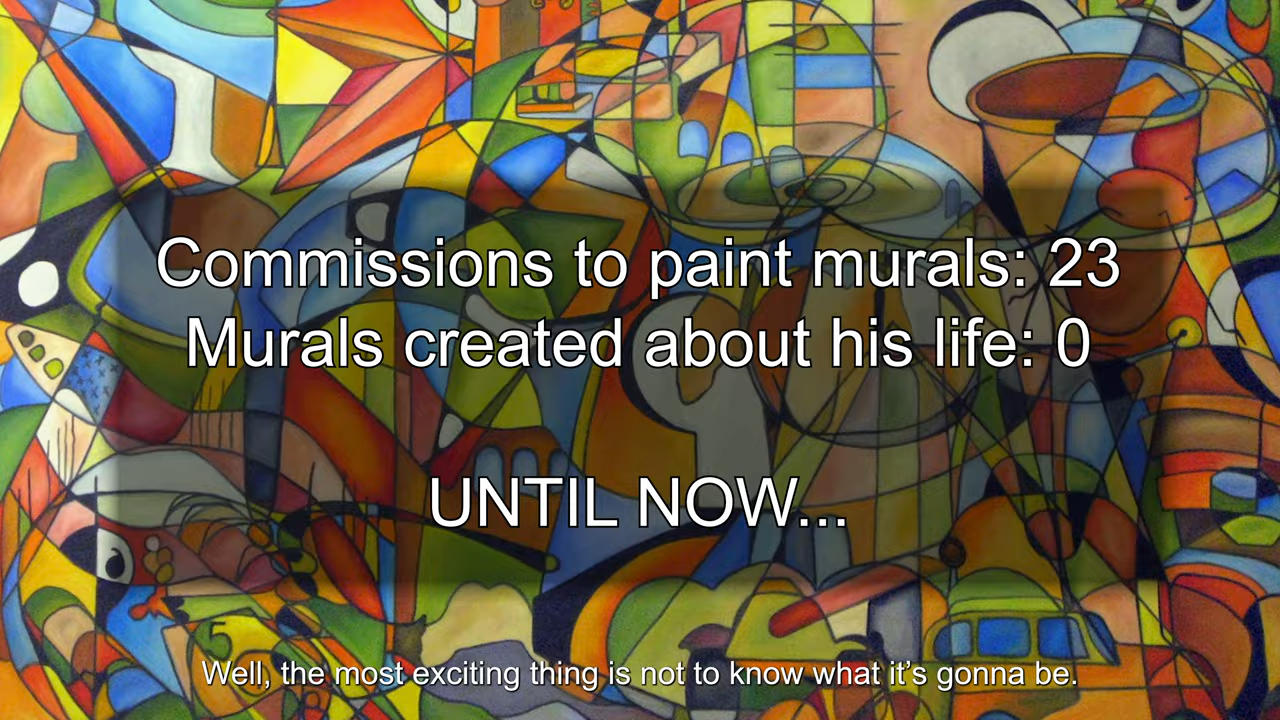 Commissions to paint murals: 23
Murals created about his life: 0
UNTIL NOW...
5
Well, the most exciting thing is not to know what it’s gonna be.